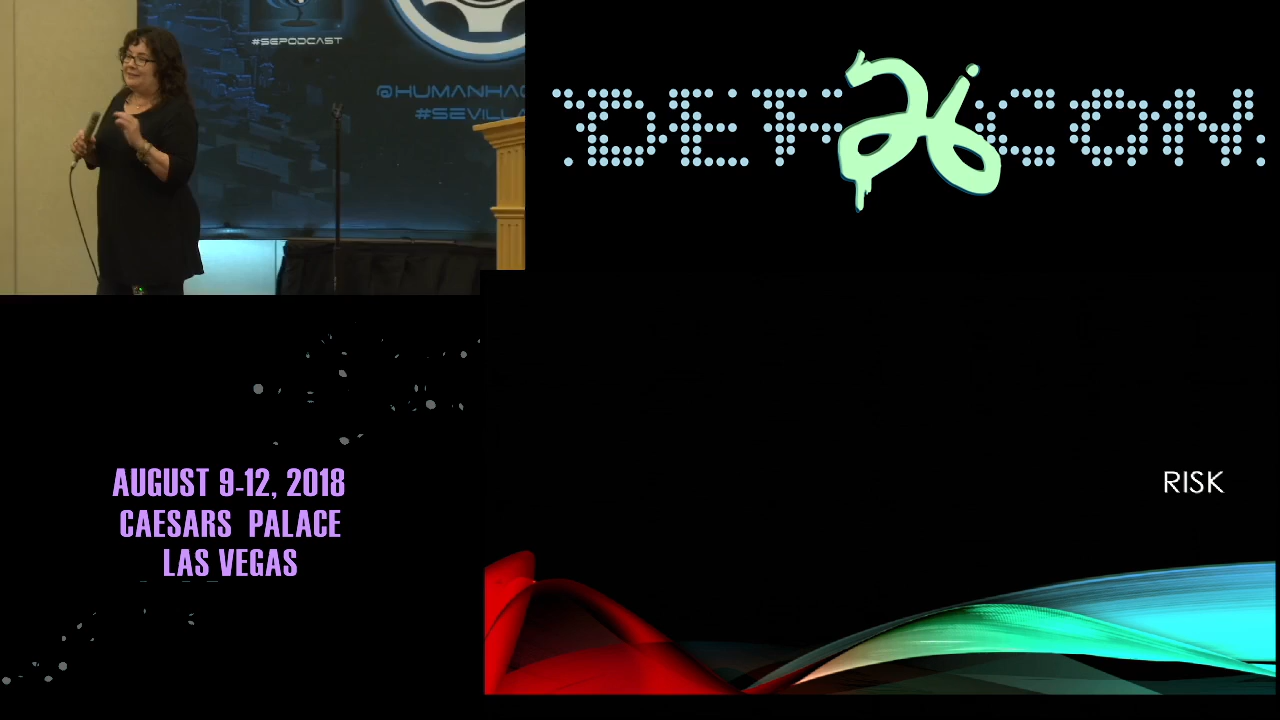 #SEPODCAST
@HUMANHAC
#SEVILLA
DEF 26 CON
AUGUST 9-12, 2018
CAESARS PALACE
LAS VEGAS
RISK